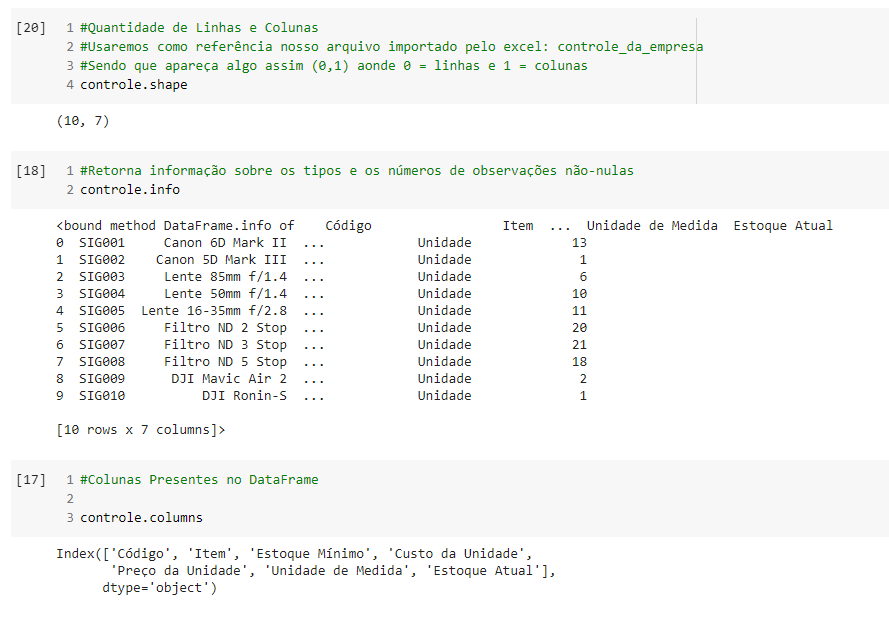 [20] 1 #Quantidade de Linhas e Colunas
2 #Usaremos como referência nosso arquivo importado pelo excel: controle_da_empresa
3 #Sendo que apareça algo assim (0,1) aonde 0 = linhas e 1 = colunas
4 controle.shape
(10, 7)
[18] 1 #Retorna informação sobre os tipos e os números de observações não-nulas
2 controle.info
<bound method DataFrame.info of    Código                 Item  ...  Unidade de Medida  Estoque Atual
0  SIG001     Canon 6D Mark II  ...            Unidade             13
1  SIG002    Canon 5D Mark III  ...            Unidade              1
2  SIG003     Lente 85mm f/1.4  ...            Unidade              6
3  SIG004     Lente 50mm f/1.4  ...            Unidade             10
4  SIG005  Lente 16-35mm f/2.8  ...            Unidade             11
5  SIG006     Filtro ND 2 Stop  ...            Unidade             20
6  SIG007     Filtro ND 3 Stop  ...            Unidade             21
7  SIG008     Filtro ND 5 Stop  ...            Unidade             18
8  SIG009      DJI Mavic Air 2  ...            Unidade              2
9  SIG010          DJI Ronin-S  ...            Unidade              1
[10 rows x 7 columns]>
[17] 1 #Colunas Presentes no DataFrame
2
3 controle.columns
Index(['Código', 'Item', 'Estoque Mínimo', 'Custo da Unidade',
'Preço da Unidade', 'Unidade de Medida', 'Estoque Atual'],
dtype='object')